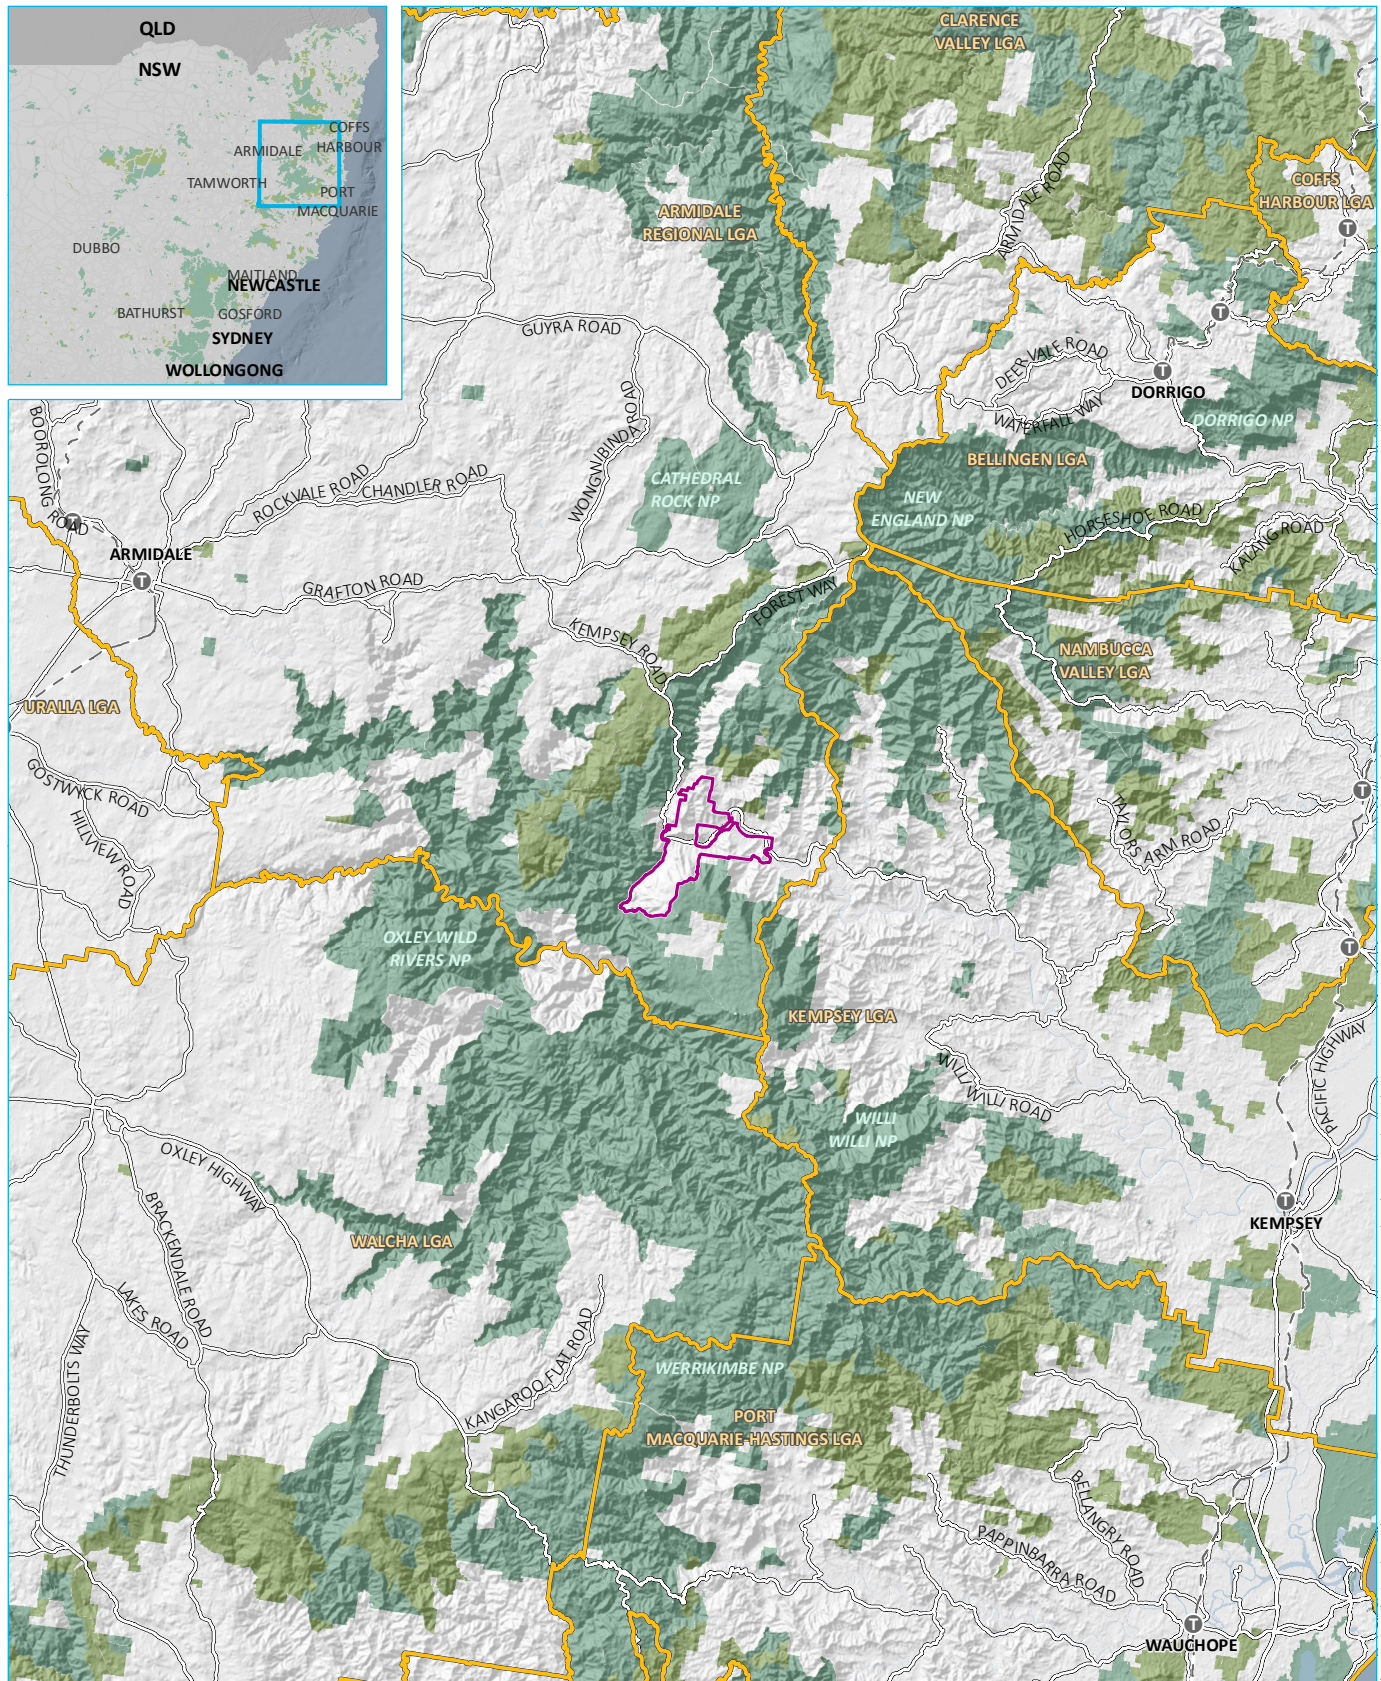 QLD
NSW
COFFS
HARBOUR
ARMIDALE
TAMWORTH
PORT
MACQUARIE
DUBBO
MAITLAND
NEWCASTLE
BATHURST
GOSFORD
SYDNEY
WOLLONGONG
CLARENCE
VALLEY LGA
ARMIDALE ROAD
COFFS
HARBOUR LGA
T
ARMIDALE
REGIONAL LGA
T
GUYRA ROAD
DEER VALE ROAD
T
DORRIGO
WATERFALL WAY
DORRIGO NP
BOOROLONG ROAD
WONGNIBINDA ROAD
BELLINGEN LGA
CATHEDRAL
ROCK NP
ROCKVALE ROAD
CHANDLER ROAD
NEW
ENGLAND NP
HORSESHOE ROAD
KALANG ROAD
ARMIDALE
T
GRAFTON ROAD
FOREST WAY
KEMPSEY ROAD
NAMBUCCA
VALLEY LGA
URALLA LGA
GOSTWYCK ROAD
HILLVIEW ROAD
T
TAYLORS ARM ROAD
OXLEY WILD
RIVERS NP
T
KEMPSEY LGA
PACIFIC HIGHWAY
WILLI WILLI ROAD
WILLI
WILLI NP
OXLEY HIGHWAY
T
KEMPSEY
BRACKENDALE ROAD
WALCHA LGA
LAKES ROAD
THUNDERBOLTS WAY
KANGAROO FLAT ROAD
WERRIKIMBE NP
PORT
MACQUARIE-HASTINGS LGA
BELLANGRY ROAD
PAPPINBARRA ROAD
T
WAUCHOPE